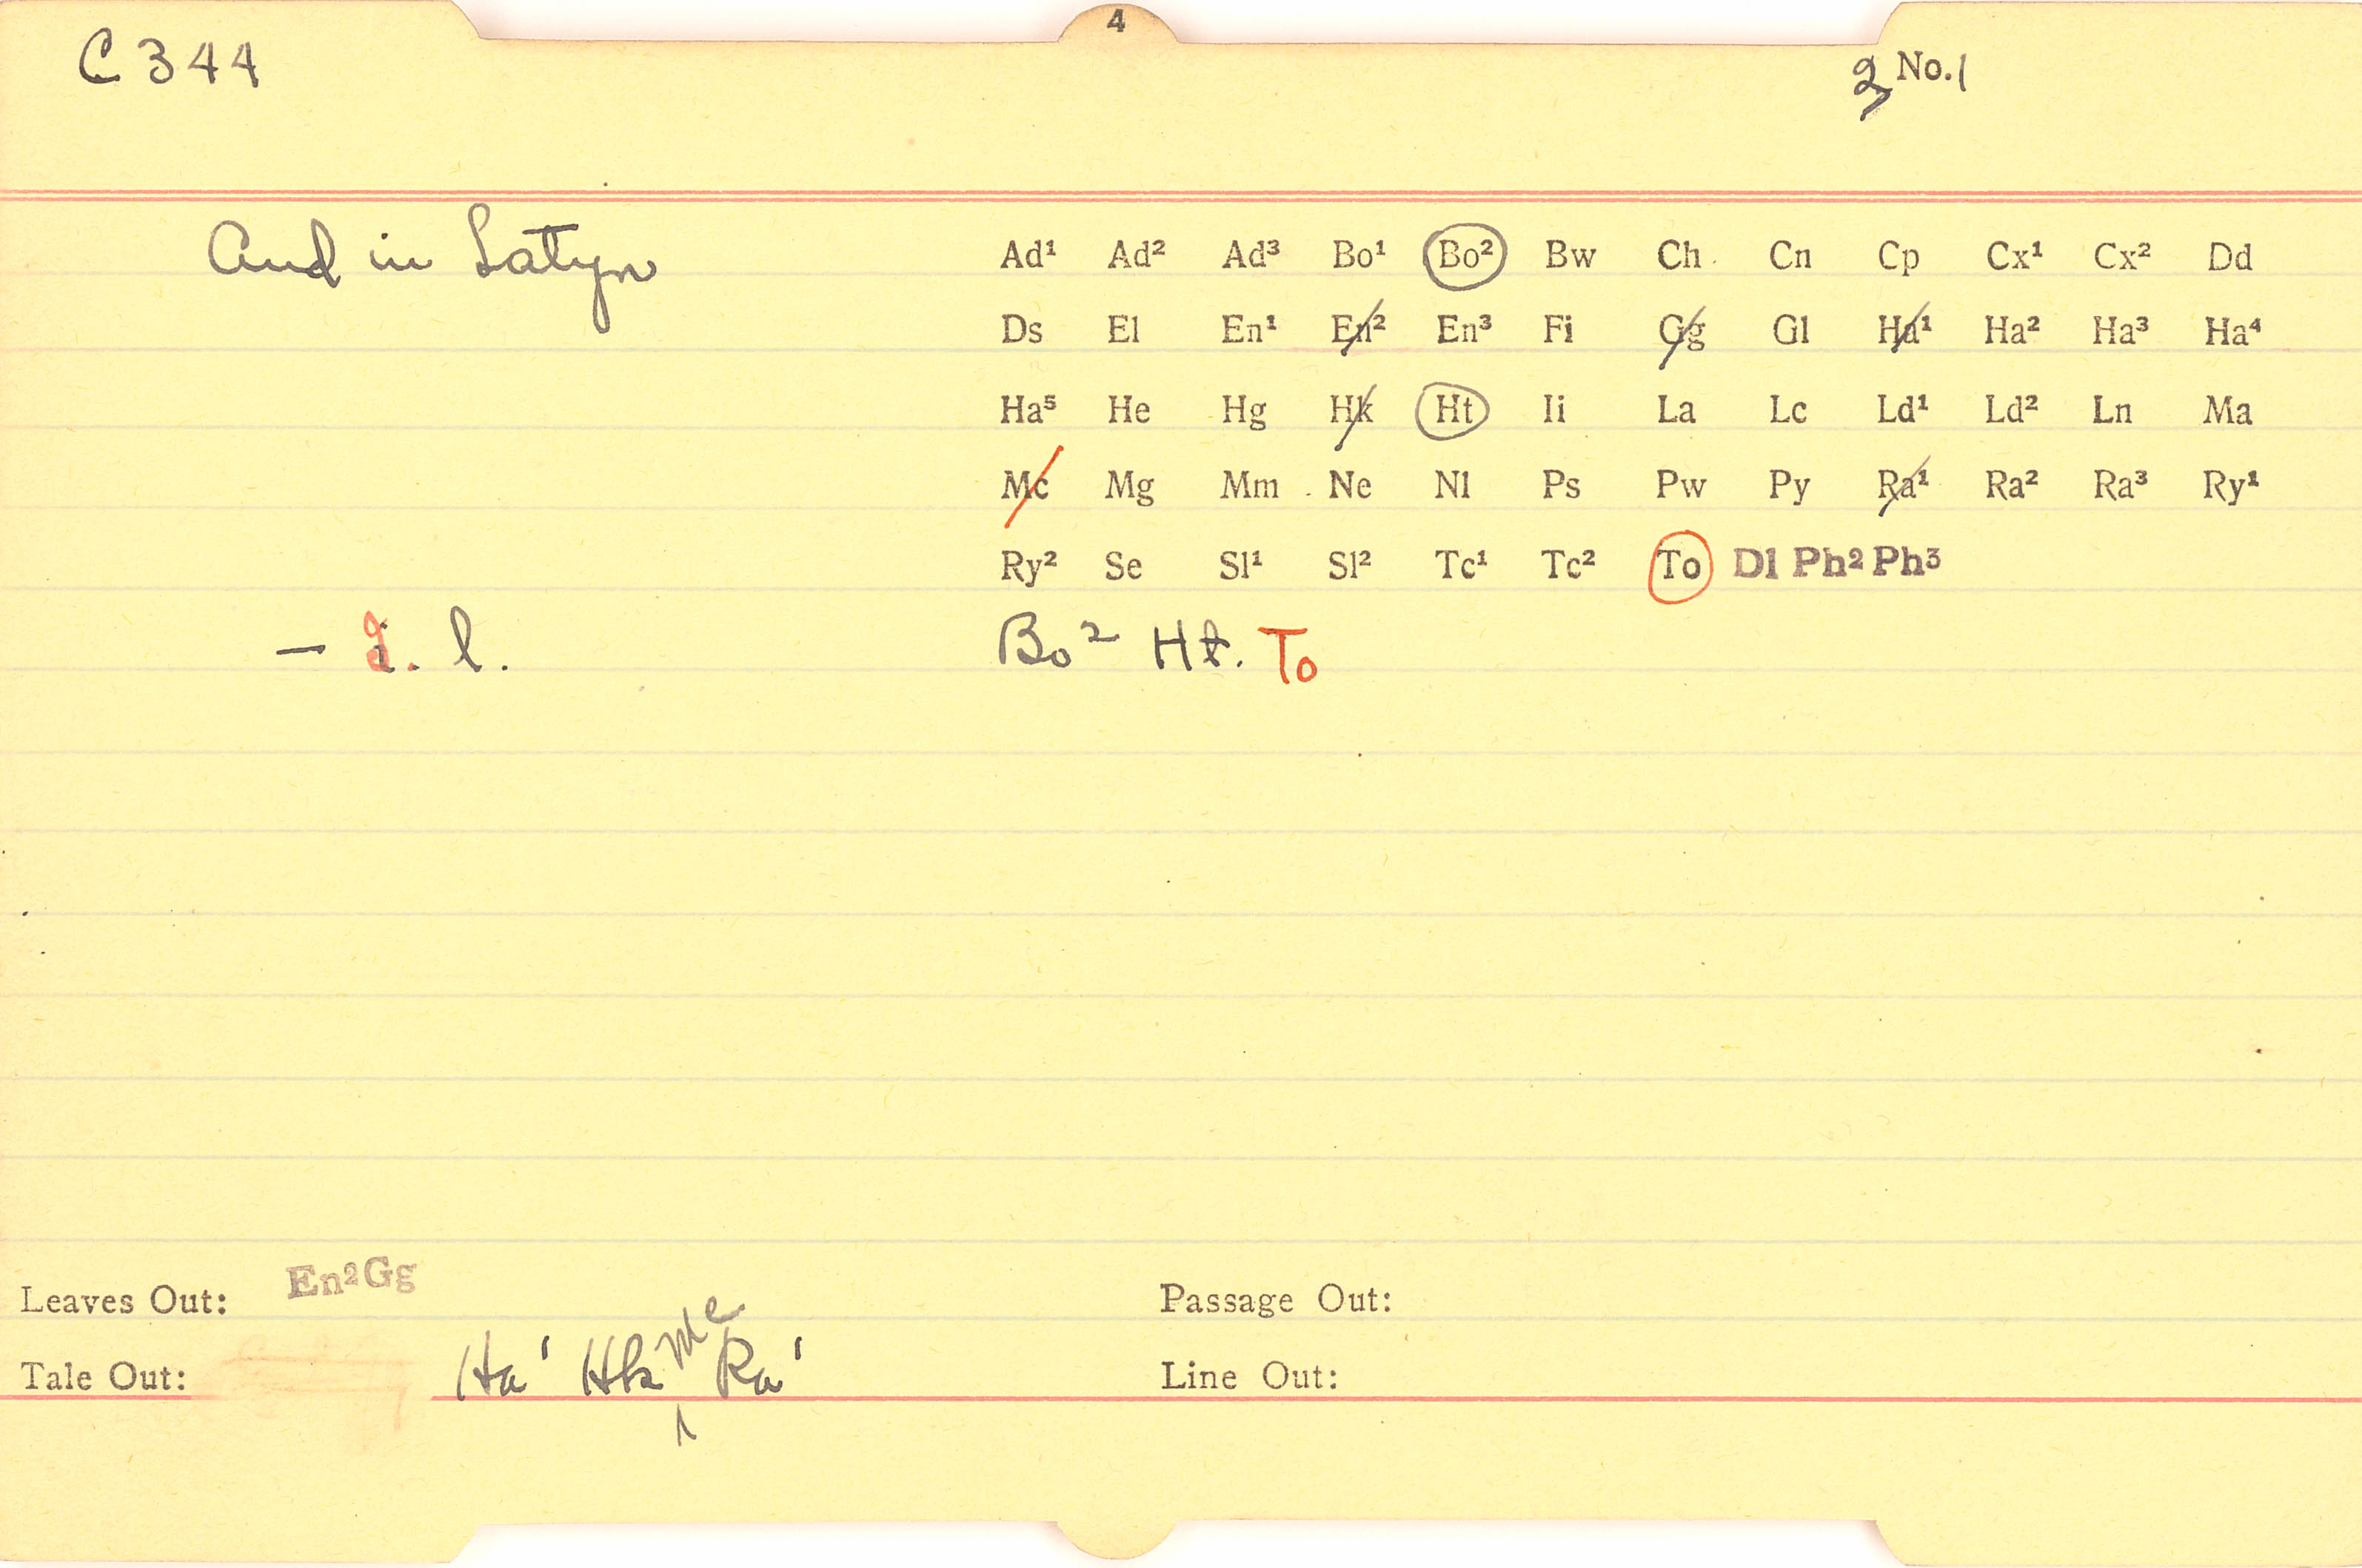 4
C 344
2 No. 1
And in Latyn
Ad¹ Ad² Ad³ Bo¹ Bo² Bw Ch Cn Cp Cx¹ Cx² Dd
Ds El En¹ En² En³ Fi Gg Gl Ha¹ Ha² Ha³ Ha⁴
Ha⁵ He Hg Hk Ht Ii La Lc Ld¹ Ld² Ln Ma
Mc Mg Mm Ne Nl Ps Pw Py Ra¹ Ra² Ra³ Ry¹
Ry² Se Sl¹ Sl² Tc¹ Tc² To Dl Ph² Ph³
— . l. Bo² Ht. To
Leaves Out: En²Gg
Passage Out:
Tale Out: Ha¹ Hk Mc Ra¹
Line Out: